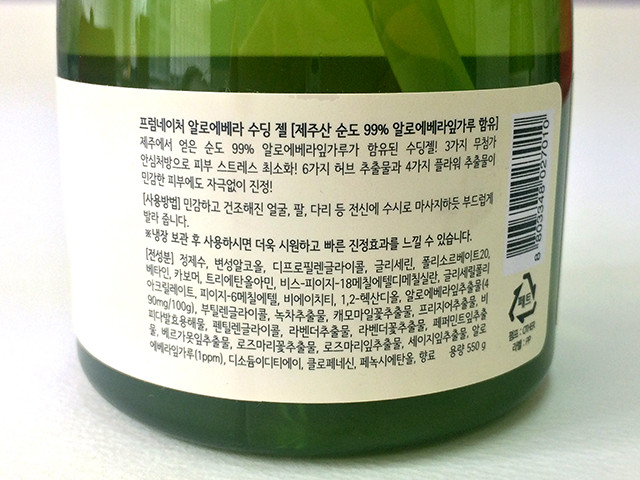 프럼네이처 알로에베라 수딩 젤 [제주산 순도 99% 알로에베라잎가루 함유]
제주에서 얻은 순도 99% 알로에베라잎가루가 함유된 수딩젤! 3가지 무첨가
안심처방으로 피부 스트레스 최소화! 6가지 허브 추출물과 4가지 플라워 추출물이
민감한 피부에도 자극없이 진정!
[사용방법] 민감하고 건조해진 얼굴, 팔, 다리 등 전신에 수시로 마사지하듯 부드럽게
발라 줍니다.
※냉장 보관 후 사용하시면 더욱 시원하고 빠른 진정효과를 느낄 수 있습니다.
[전성분] 정제수, 변성알코올, 디프로필렌글라이콜, 글리세린, 폴리소르베이트20,
베타인, 카보머, 트리에탄올아민, 비스-피이지-18메칠에텔디메칠실란, 글리세릴폴리
아크릴레이트, 피이지-6메칠에텔, 비에이치티, 1,2-헥산디올, 알로에베라잎추출물(4
90mg/100g), 부틸렌글라이콜, 녹차추출물, 캐모마일꽃추출물, 프리지어추출물, 비
피다발효용해물, 펜틸렌글라이콜, 라벤더추출물, 라벤더꽃추출물, 페퍼민트잎추출
물, 베르가못잎추출물, 로즈마리꽃추출물, 로즈마리잎추출물, 세이지잎추출물, 알로
에베라잎가루(1ppm), 디소듐이디티에이, 클로페네신, 페녹시에탄올, 향료 용량 550 g
8 803348 027010
페트
펌프 : OTHER
라벨 : PP